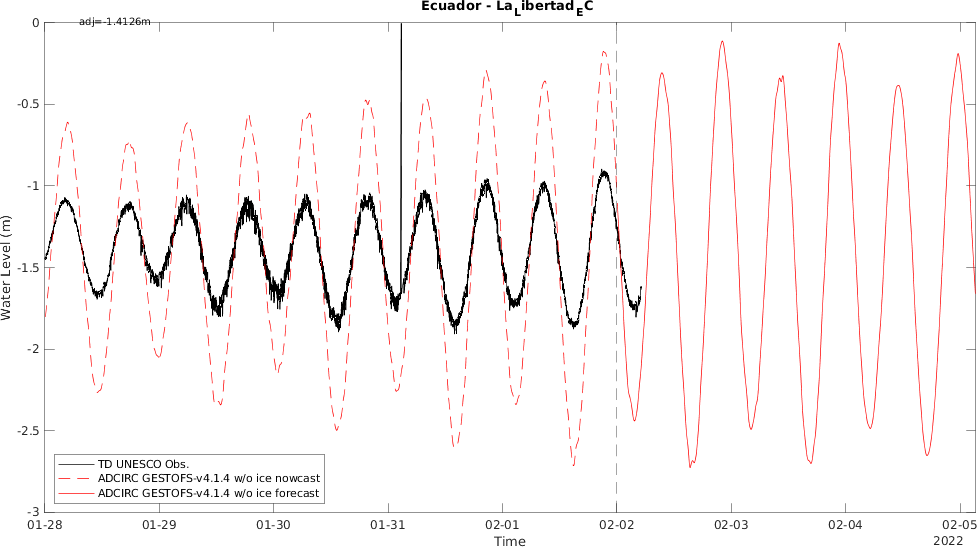 Ecuador - LaLibertadEC
adj=-1.4126m
0
-0.5
-1
-1.5
-2
-2.5
-3
Water Level (m)
TD UNESCO Obs.
ADCIRC GESTOFS-v4.1.4 w/o ice nowcast
ADCIRC GESTOFS-v4.1.4 w/o ice forecast
01-28 01-29 01-30 01-31 02-01 02-02 02-03 02-04 02-05
Time
2022